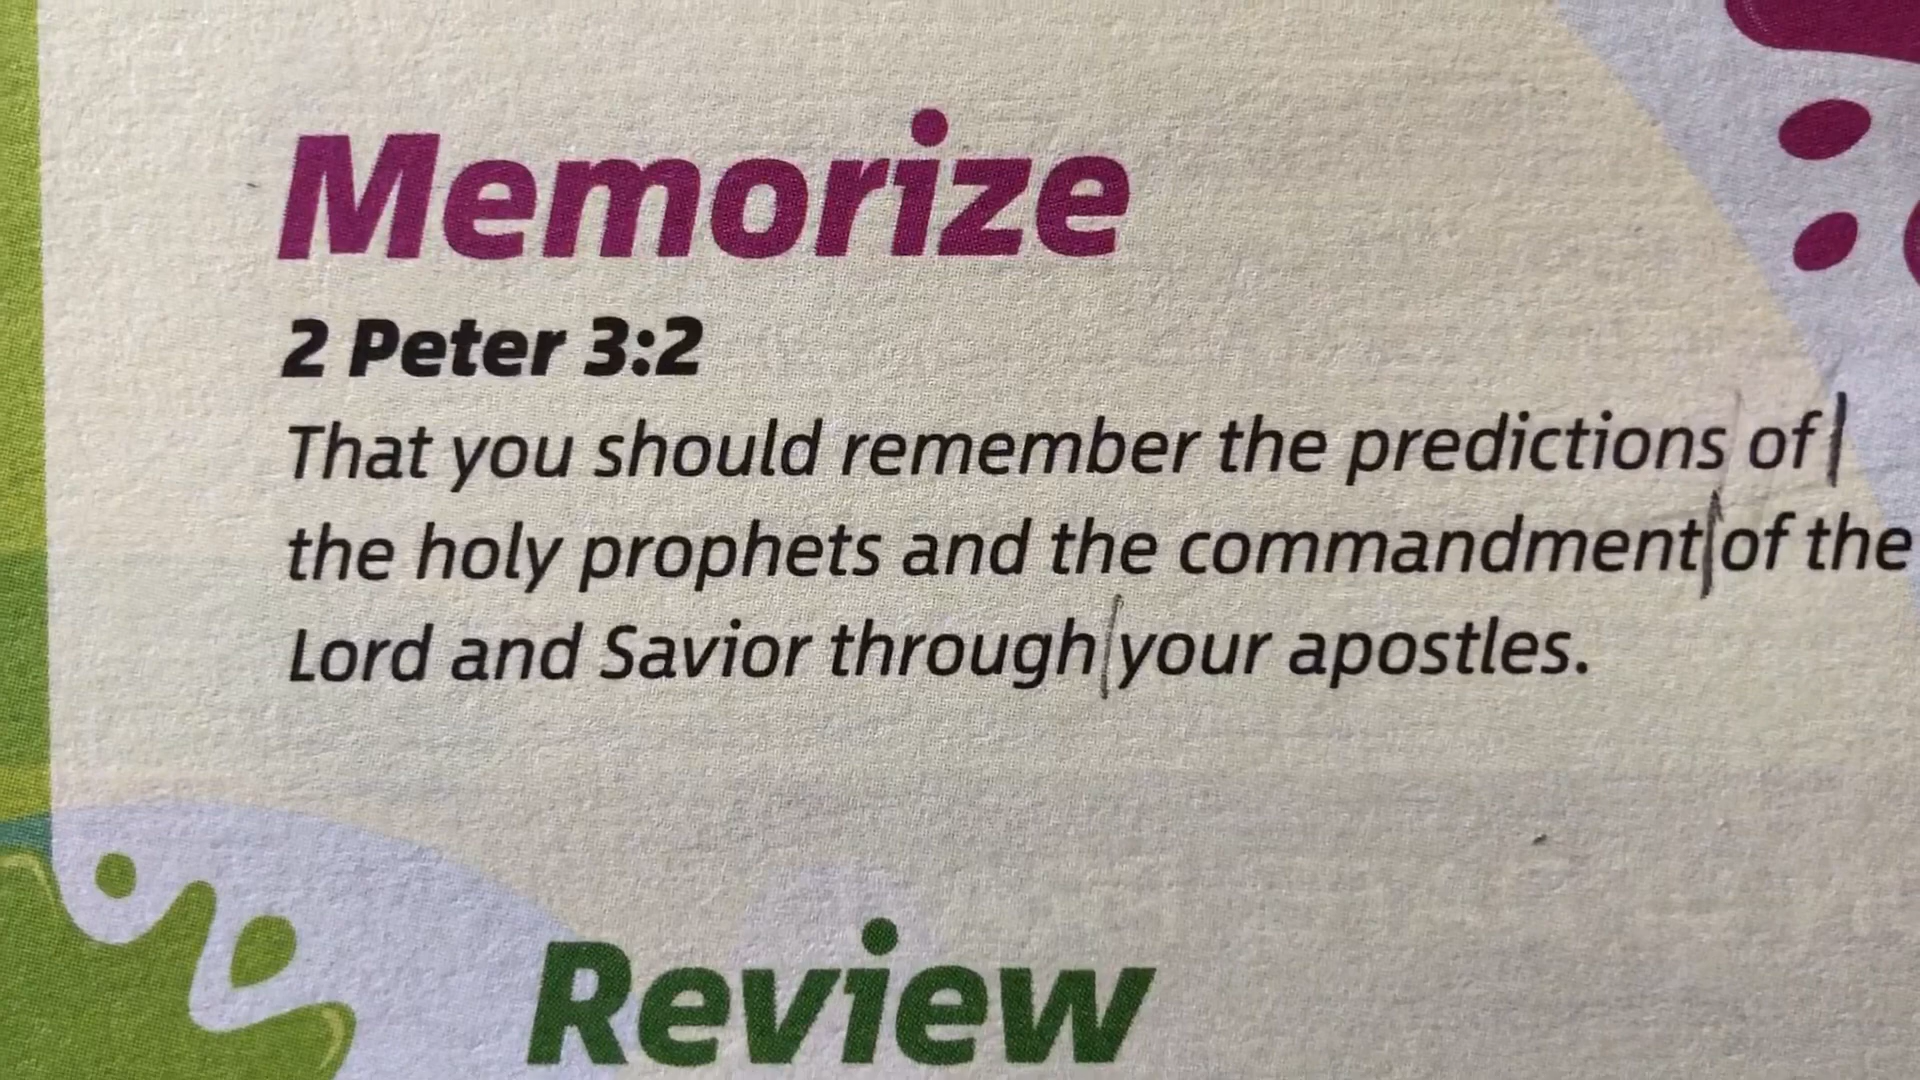 Memorize
2 Peter 3:2
That you should remember the predictions of
the holy prophets and the commandment of the
Lord and Savior through your apostles.
Review